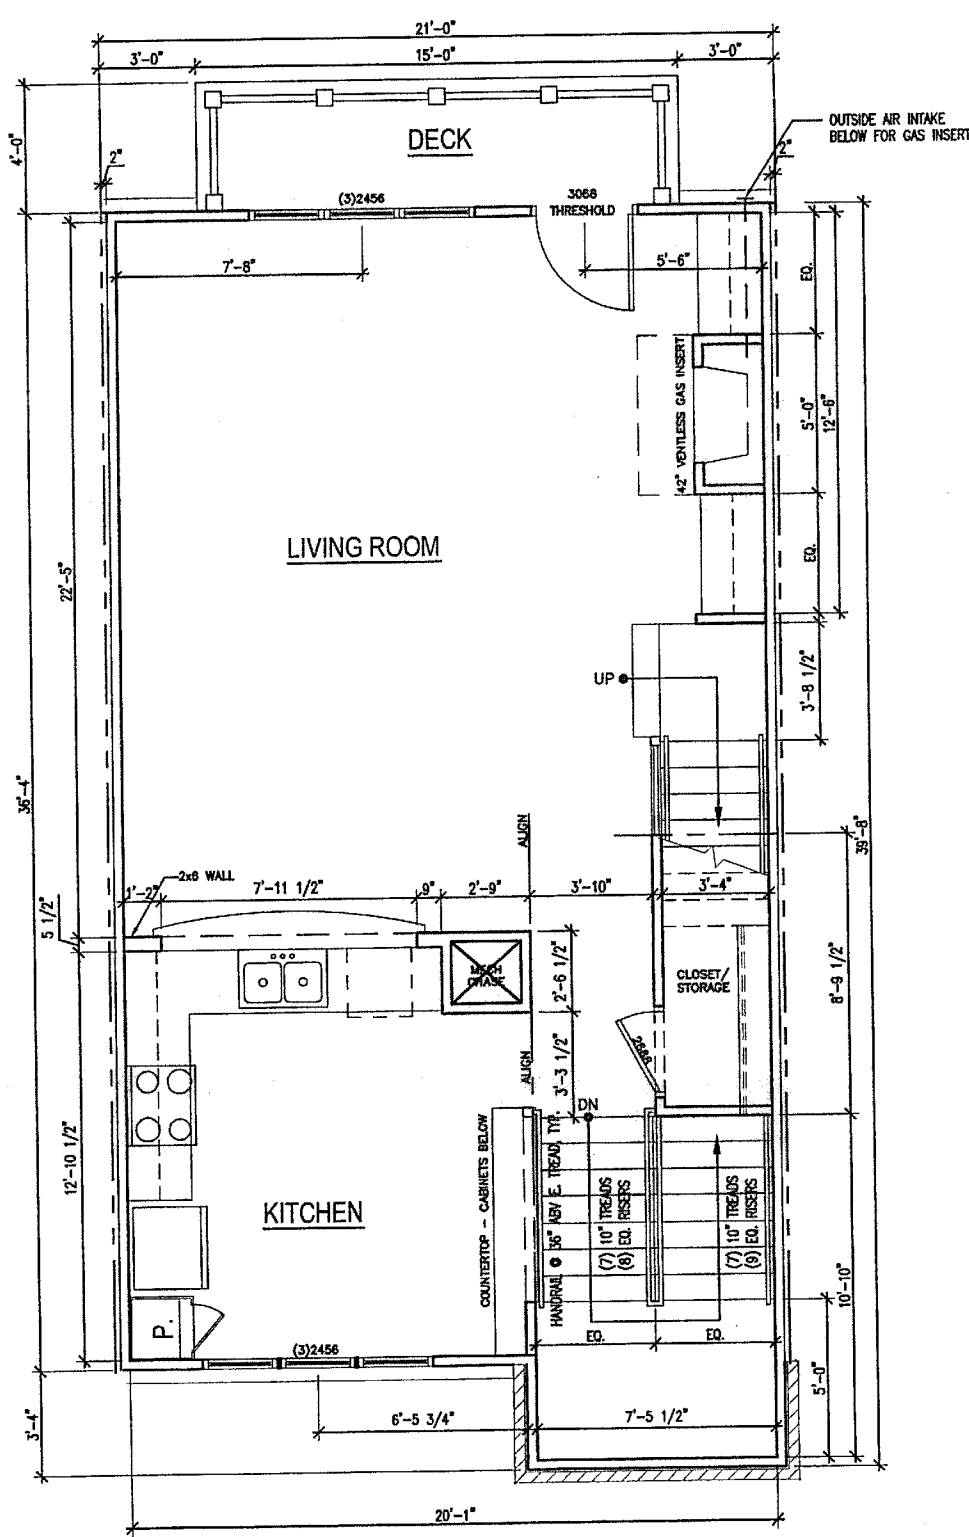 21'-0"
3'-0"
15'-0"
3'-0"
4'-0"
2"
DECK
OUTSIDE AIR INTAKE
BELOW FOR GAS INSERT
2"
(3)2456
3068
THRESHOLD
7'-8"
5'-6"
EQ.
42" VENTLESS GAS INSERT
5'-0"
12'-6"
LIVING ROOM
EQ.
22'-5"
UP
3'-8 1/2"
36'-4"
39'-8"
ALIGN
2x6 WALL
1'-2"
7'-11 1/2"
9"
2'-9"
3'-10"
3'-4"
5 1/2"
MECH
CHASE
2'-6 1/2"
CLOSET/
STORAGE
8'-9 1/2"
ALIGN
3'-3 1/2"
2668
DN
12'-10 1/2"
KITCHEN
COUNTERTOP - CABINETS BELOW
HANDRAIL @ 36" ABV E. TREAD, TYP.
(7) 10" TREADS
(8) EQ. RISERS
(7) 10" TREADS
(9) EQ. RISERS
10'-10"
P.
(3)2456
EQ.
EQ.
5'-0"
3'-4"
6'-5 3/4"
7'-5 1/2"
20'-1"